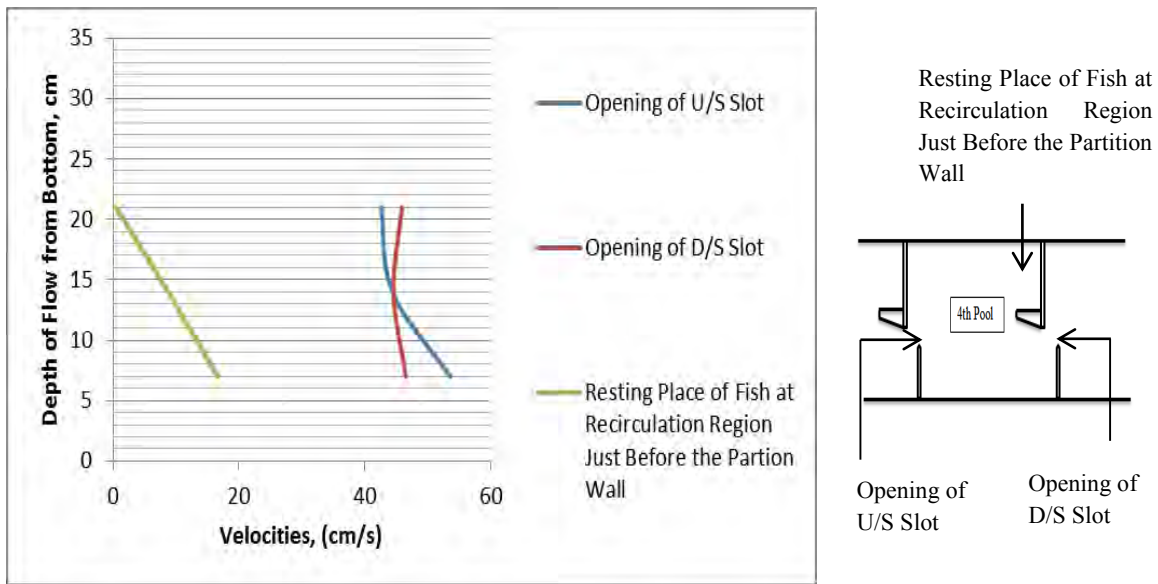 35
30
25
20
15
10
5
0
Depth of Flow from Bottom, cm
0 20 40 60
Velocities, (cm/s)
Opening of U/S Slot
Opening of D/S Slot
Resting Place of Fish at
Recirculation Region
Just Before the Partion
Wall
Resting Place of Fish at
Recirculation Region
Just Before the Partition
Wall
4th Pool
Opening of
U/S Slot
Opening of
D/S Slot